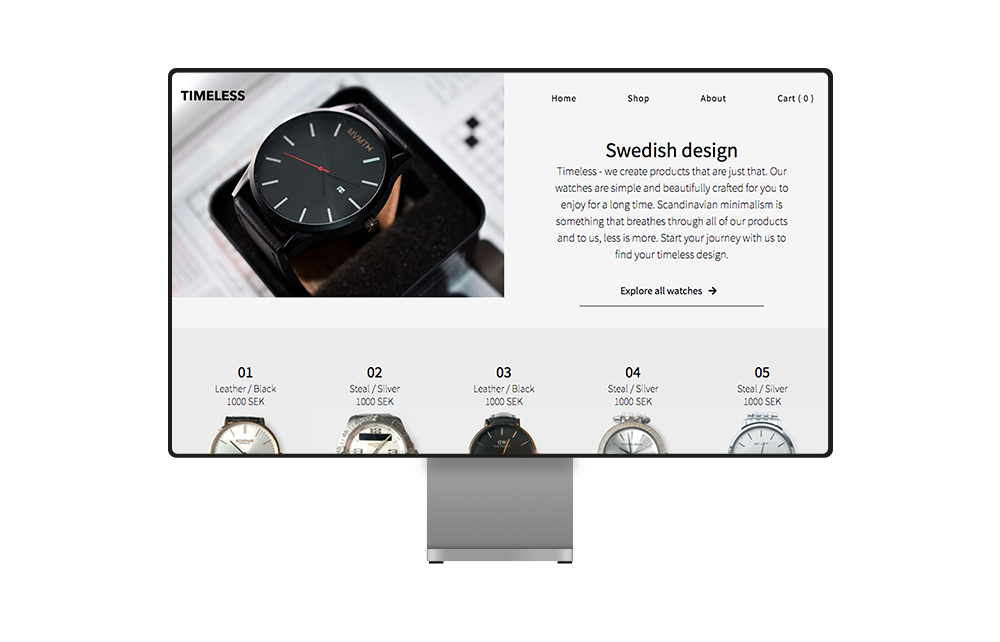 TIMELESS
Home
Shop
About
Cart ( 0 )
MVMT
Swedish design
Timeless - we create products that are just that. Our
watches are simple and beautifully crafted for you to
enjoy for a long time. Scandinavian minimalism is
something that breathes through all of our products
and to us, less is more. Start your journey with us to
find your timeless design.
Explore all watches
01
Leather / Black
1000 SEK
02
Steal / Silver
1000 SEK
03
Leather / Black
1000 SEK
04
Steal / Silver
1000 SEK
05
Steal / Silver
1000 SEK